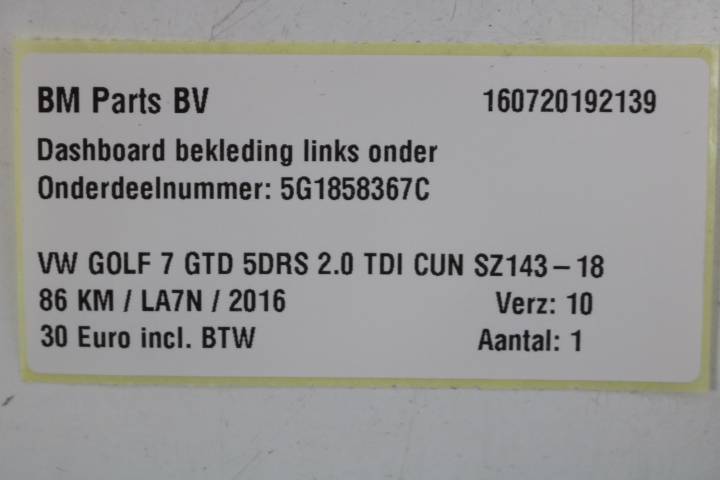 BM Parts BV 160720192139
Dashboard bekleding links onder
Onderdeelnummer: 5G1858367C
VW GOLF 7 GTD 5DRS 2.0 TDI CUN SZ143-18
86 KM / LA7N / 2016 Verz: 10
30 Euro incl. BTW Aantal: 1